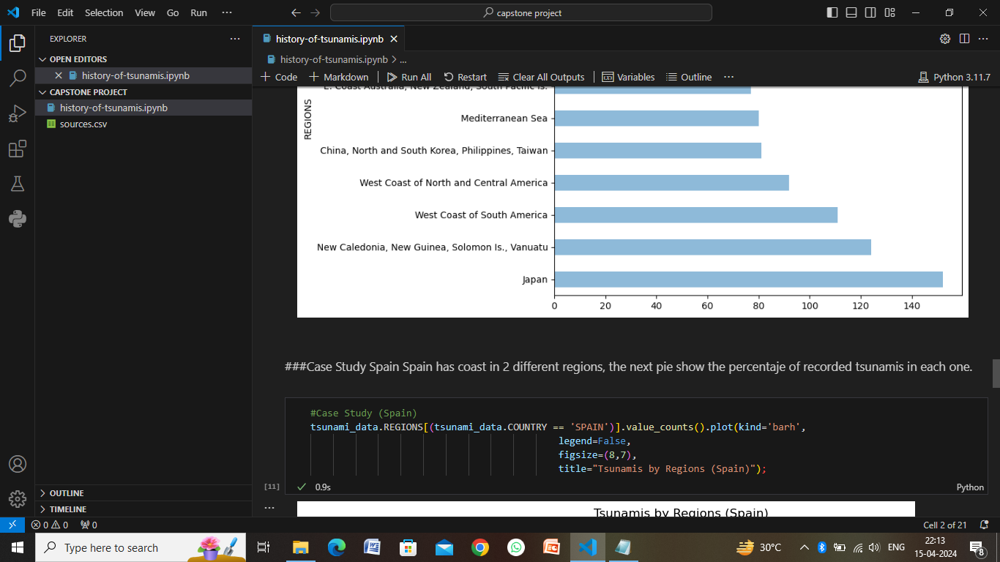 File Edit Selection View Go Run ··· capstone project
EXPLORER ···
OPEN EDITORS
history-of-tsunamis.ipynb
CAPSTONE PROJECT
history-of-tsunamis.ipynb
sources.csv
OUTLINE
TIMELINE
history-of-tsunamis.ipynb
history-of-tsunamis.ipynb > ...
+ Code + Markdown Run All Restart Clear All Outputs Variables Outline ··· Python 3.11.7
REGIONS
E. Coast Australia, New Zealand, South Pacific Is.
Mediterranean Sea
China, North and South Korea, Philippines, Taiwan
West Coast of North and Central America
West Coast of South America
New Caledonia, New Guinea, Solomon Is., Vanuatu
Japan
0 20 40 60 80 100 120 140
###Case Study Spain Spain has coast in 2 different regions, the next pie show the percentaje of recorded tsunamis in each one.
#Case Study (Spain)
tsunami_data.REGIONS[(tsunami_data.COUNTRY == 'SPAIN')].value_counts().plot(kind='barh',
legend=False,
figsize=(8,7),
title="Tsunamis by Regions (Spain)");
[11] 0.9s Python
Tsunamis by Regions (Spain)
0 0 0 Cell 2 of 21
Type here to search 30°C ENG 22:13
15-04-2024 8